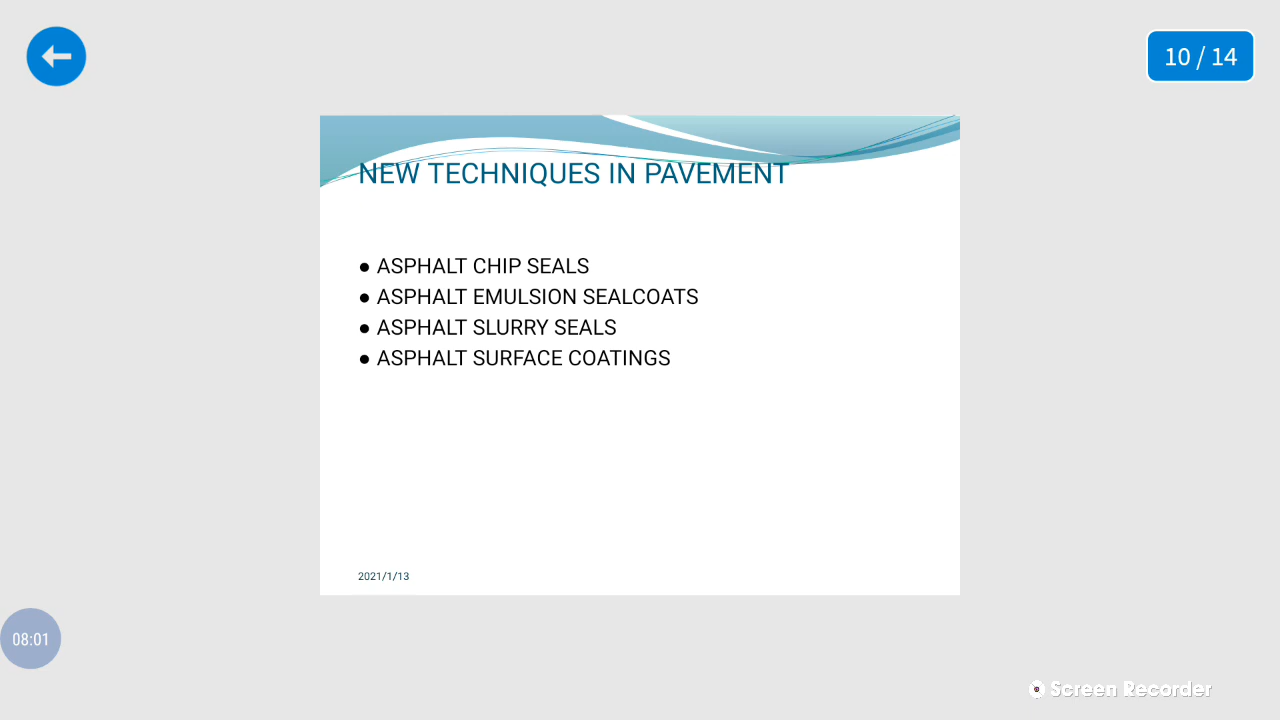 10 / 14
NEW TECHNIQUES IN PAVEMENT
● ASPHALT CHIP SEALS
● ASPHALT EMULSION SEALCOATS
● ASPHALT SLURRY SEALS
● ASPHALT SURFACE COATINGS
2021/1/13
08:01
Screen Recorder